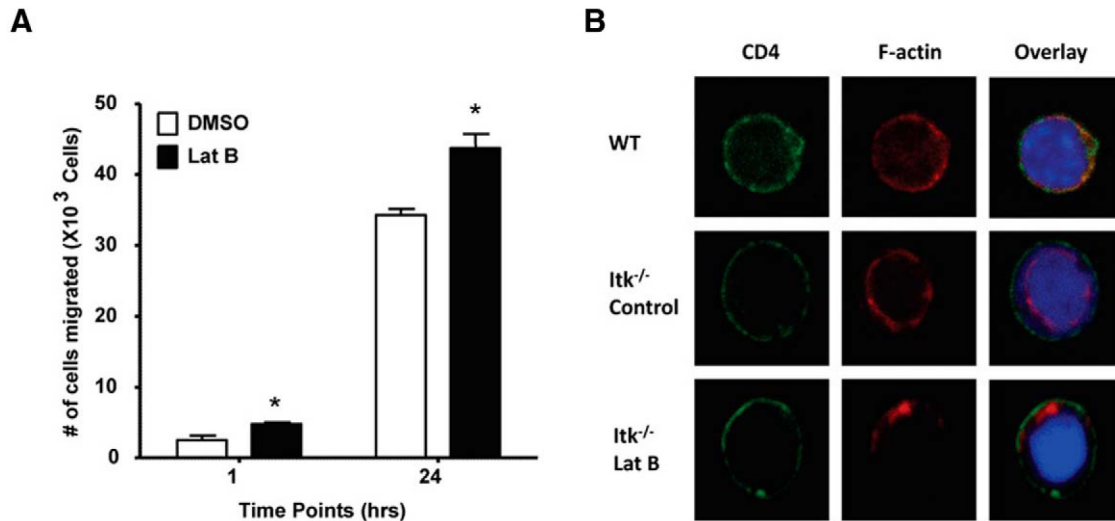 A
B
CD4 F-actin Overlay
# of cells migrated (X10 3 Cells)
50
40
30
20
10
0
DMSO
Lat B
*
*
1 24
Time Points (hrs)
WT
Itk-/-
Control
Itk-/-
Lat B